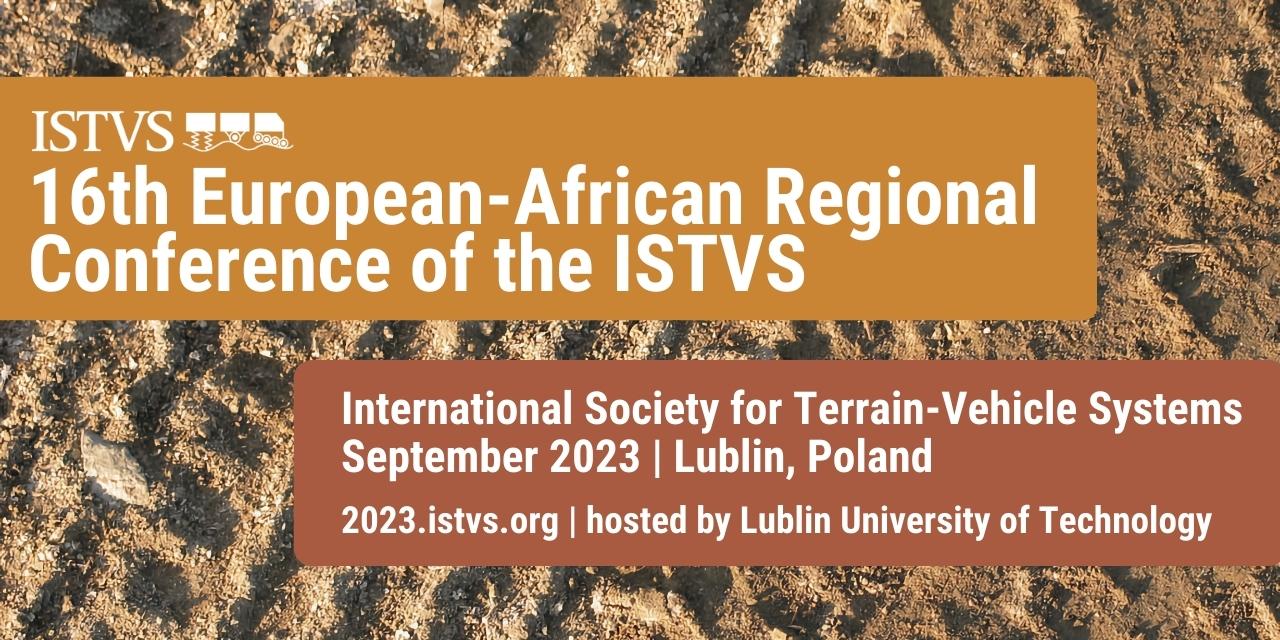 ISTVS
16th European-African Regional
Conference of the ISTVS
International Society for Terrain-Vehicle Systems
September 2023 | Lublin, Poland
2023.istvs.org | hosted by Lublin University of Technology